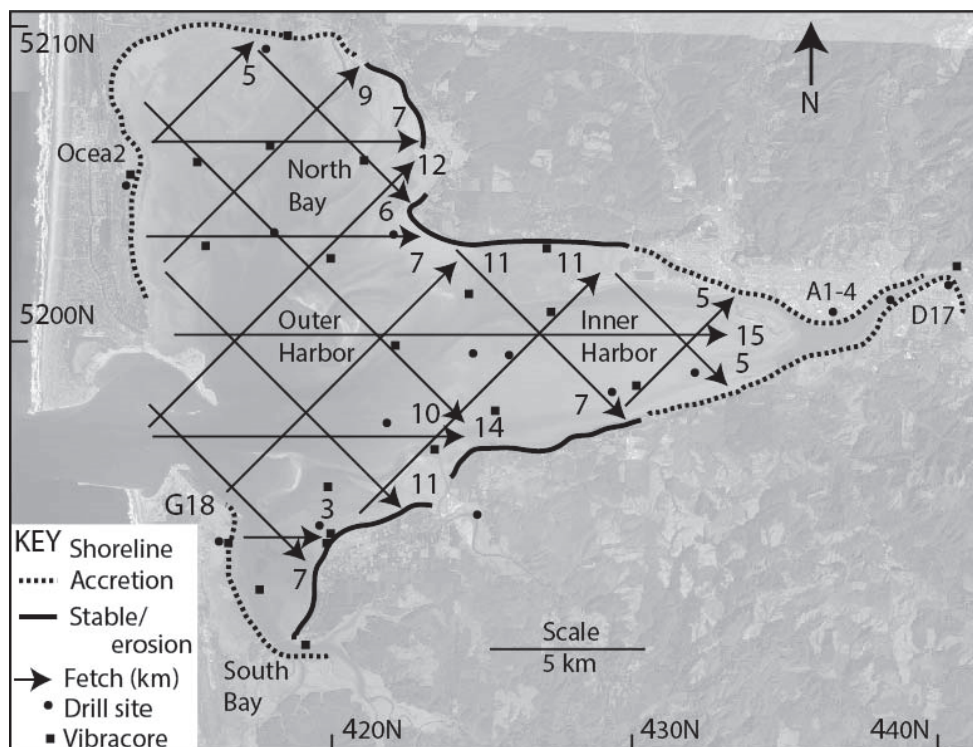 5210N
5
9
N
7
Ocea2
North
Bay
12
6
7
11
11
5200N
Outer
Harbor
Inner
Harbor
5
15
5
A1-4
D17
10
14
7
11
G18
3
7
KEY Shoreline
Accretion
Stable/
erosion
Fetch (km)
Drill site
Vibracore
South
Bay
Scale
5 km
420N
430N
440N